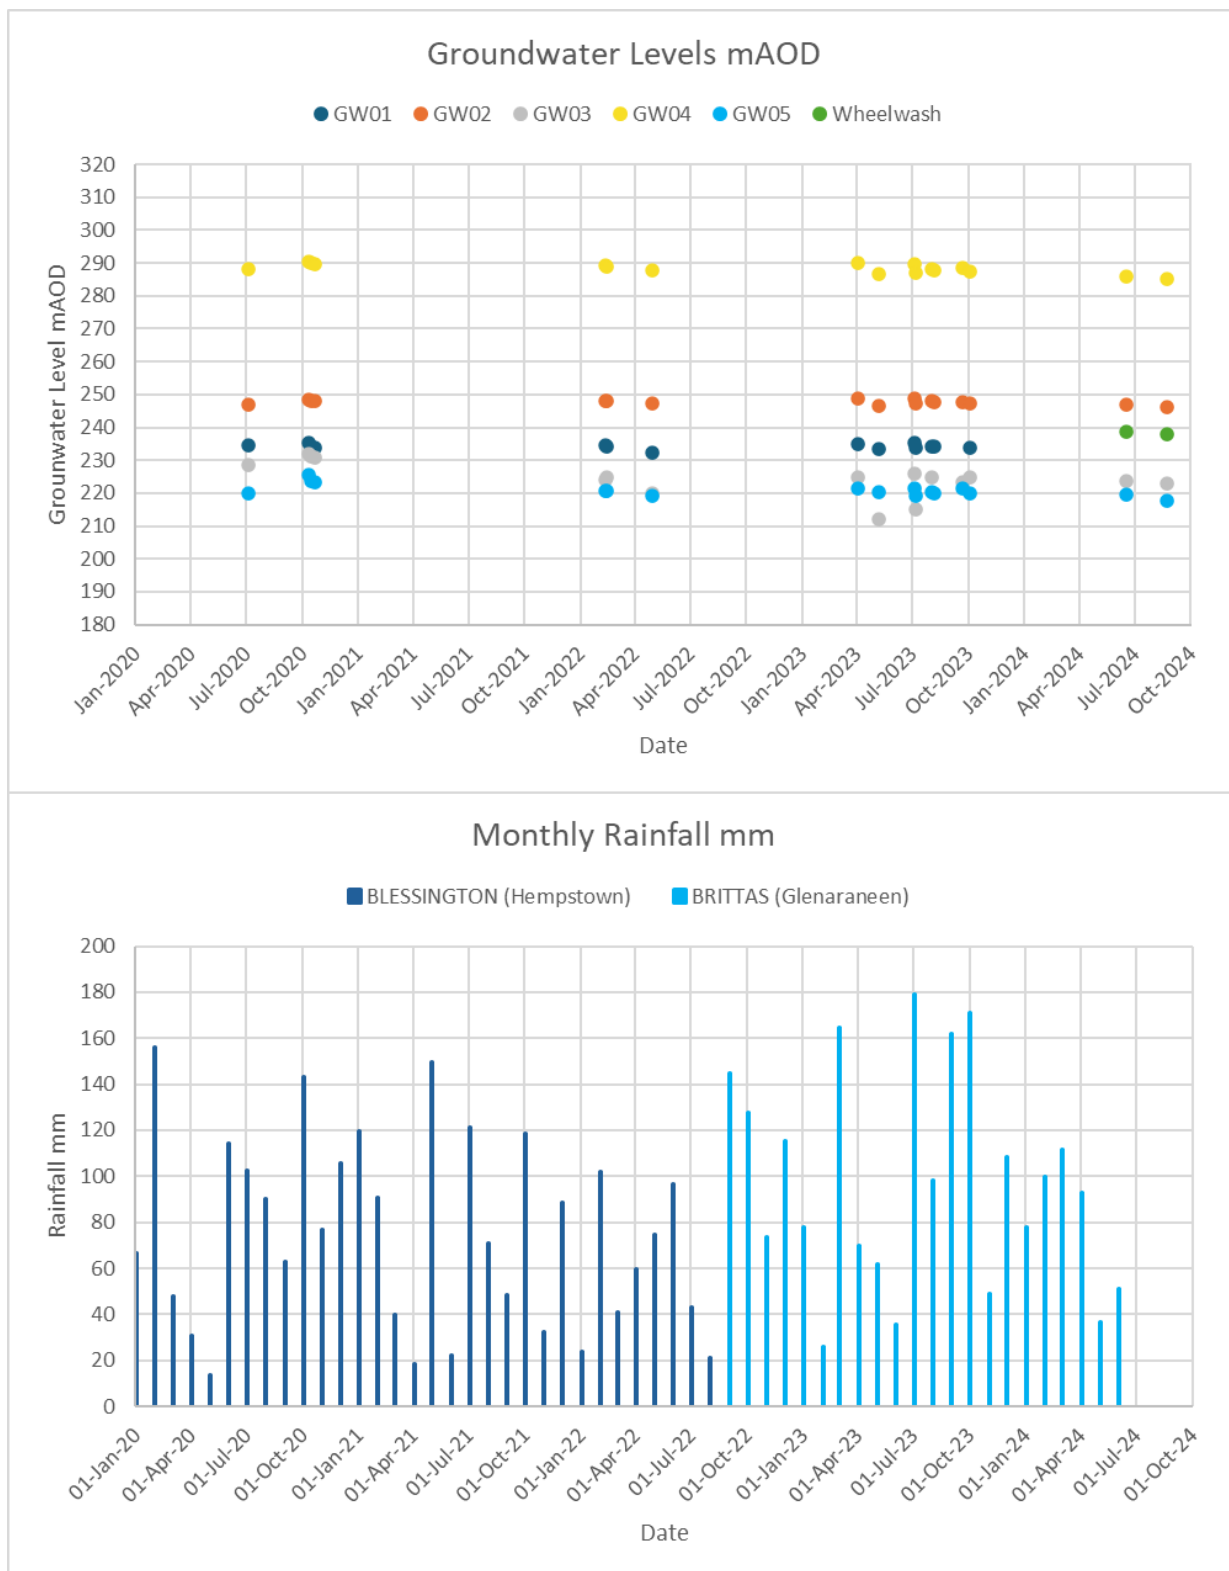 Groundwater Levels mAOD
GW01 GW02 GW03 GW04 GW05 Wheelwash
320
310
300
290
280
270
260
250
240
230
220
210
200
190
180
Grounwater Level mAOD
Jan-2020 Apr-2020 Jul-2020 Oct-2020 Jan-2021 Apr-2021 Jul-2021 Oct-2021 Jan-2022 Apr-2022 Jul-2022 Oct-2022 Jan-2023 Apr-2023 Jul-2023 Oct-2023 Jan-2024 Apr-2024 Jul-2024 Oct-2024
Date
Monthly Rainfall mm
BLESSINGTON (Hempstown) BRITTAS (Glenaraneen)
200
180
160
140
120
100
80
60
40
20
0
Rainfall mm
01-Jan-20 01-Apr-20 01-Jul-20 01-Oct-20 01-Jan-21 01-Apr-21 01-Jul-21 01-Oct-21 01-Jan-22 01-Apr-22 01-Jul-22 01-Oct-22 01-Jan-23 01-Apr-23 01-Jul-23 01-Oct-23 01-Jan-24 01-Apr-24 01-Jul-24 01-Oct-24
Date